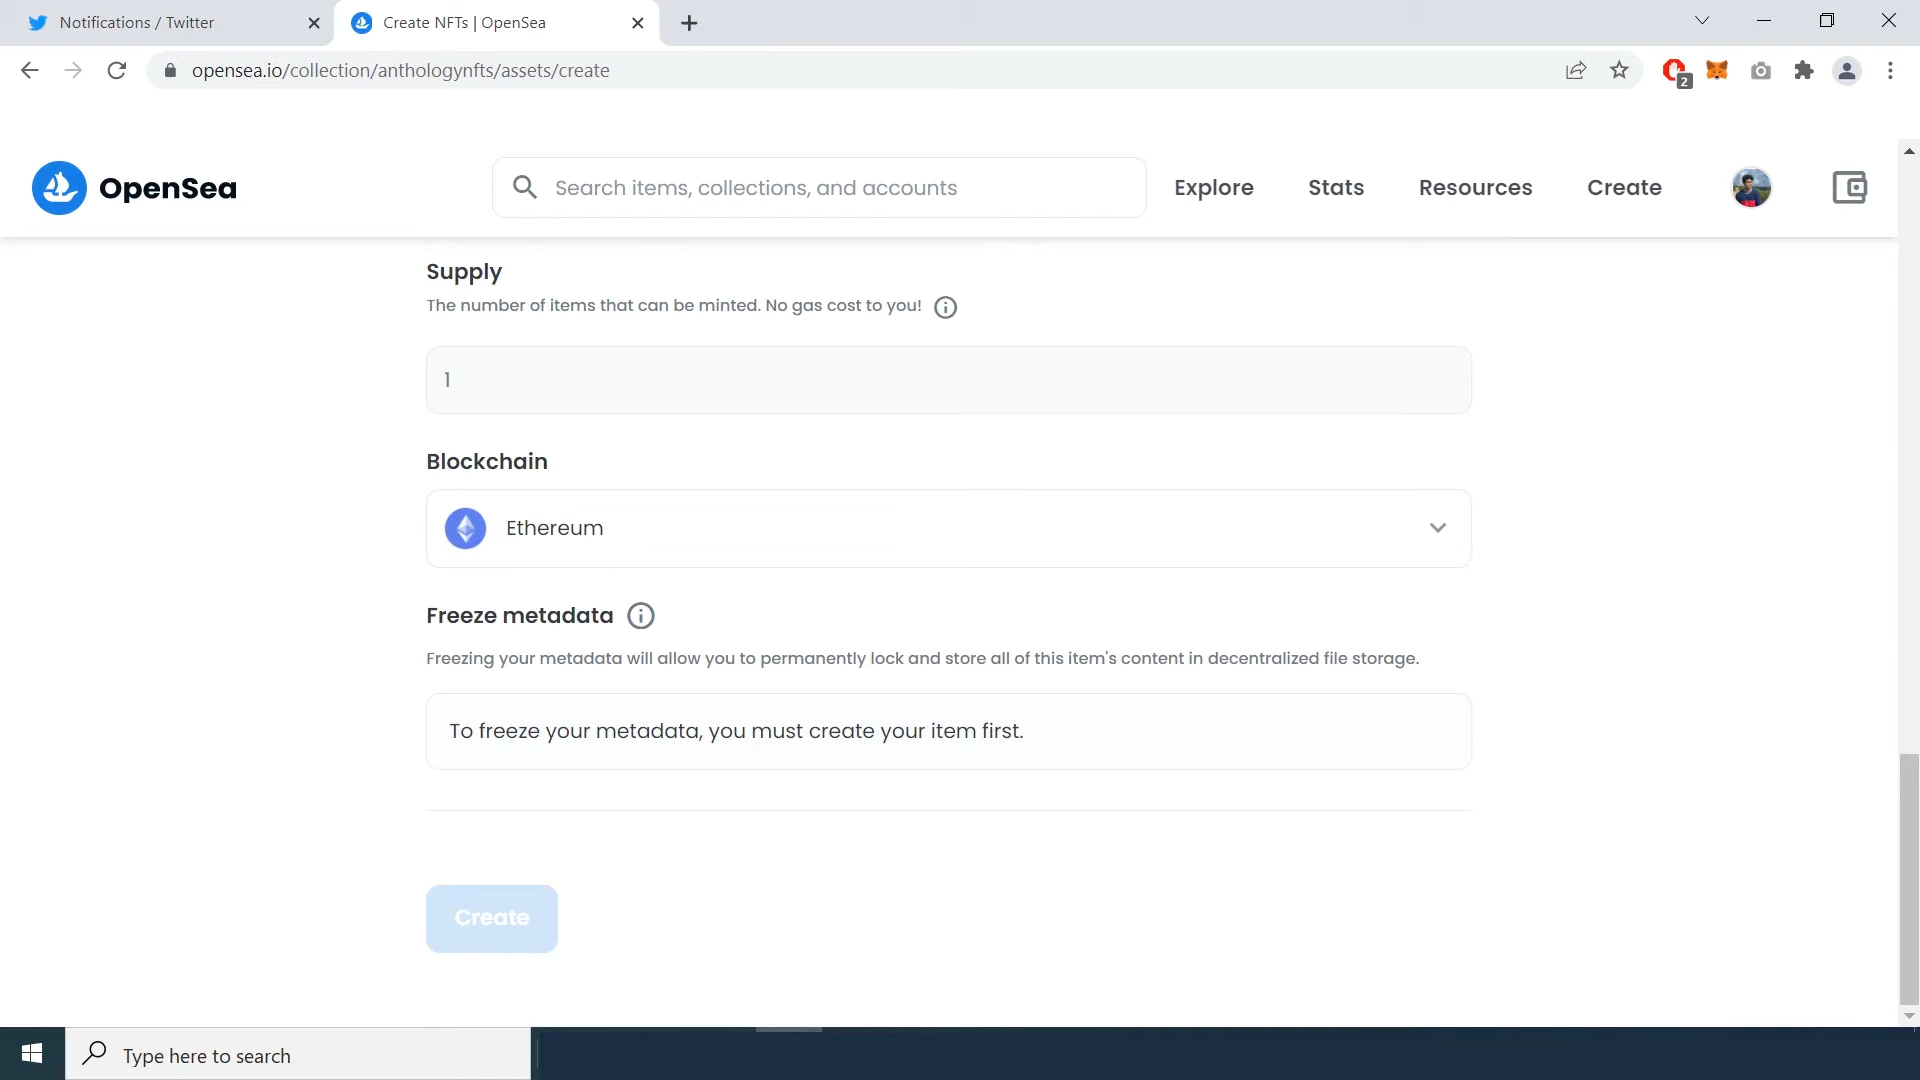 Notifications / Twitter
Create NFTs | OpenSea
opensea.io/collection/anthologynfts/assets/create
2
OpenSea
Search items, collections, and accounts
Explore
Stats
Resources
Create
Supply
The number of items that can be minted. No gas cost to you!
1
Blockchain
Ethereum
Freeze metadata
Freezing your metadata will allow you to permanently lock and store all of this item's content in decentralized file storage.
To freeze your metadata, you must create your item first.
Create
Type here to search